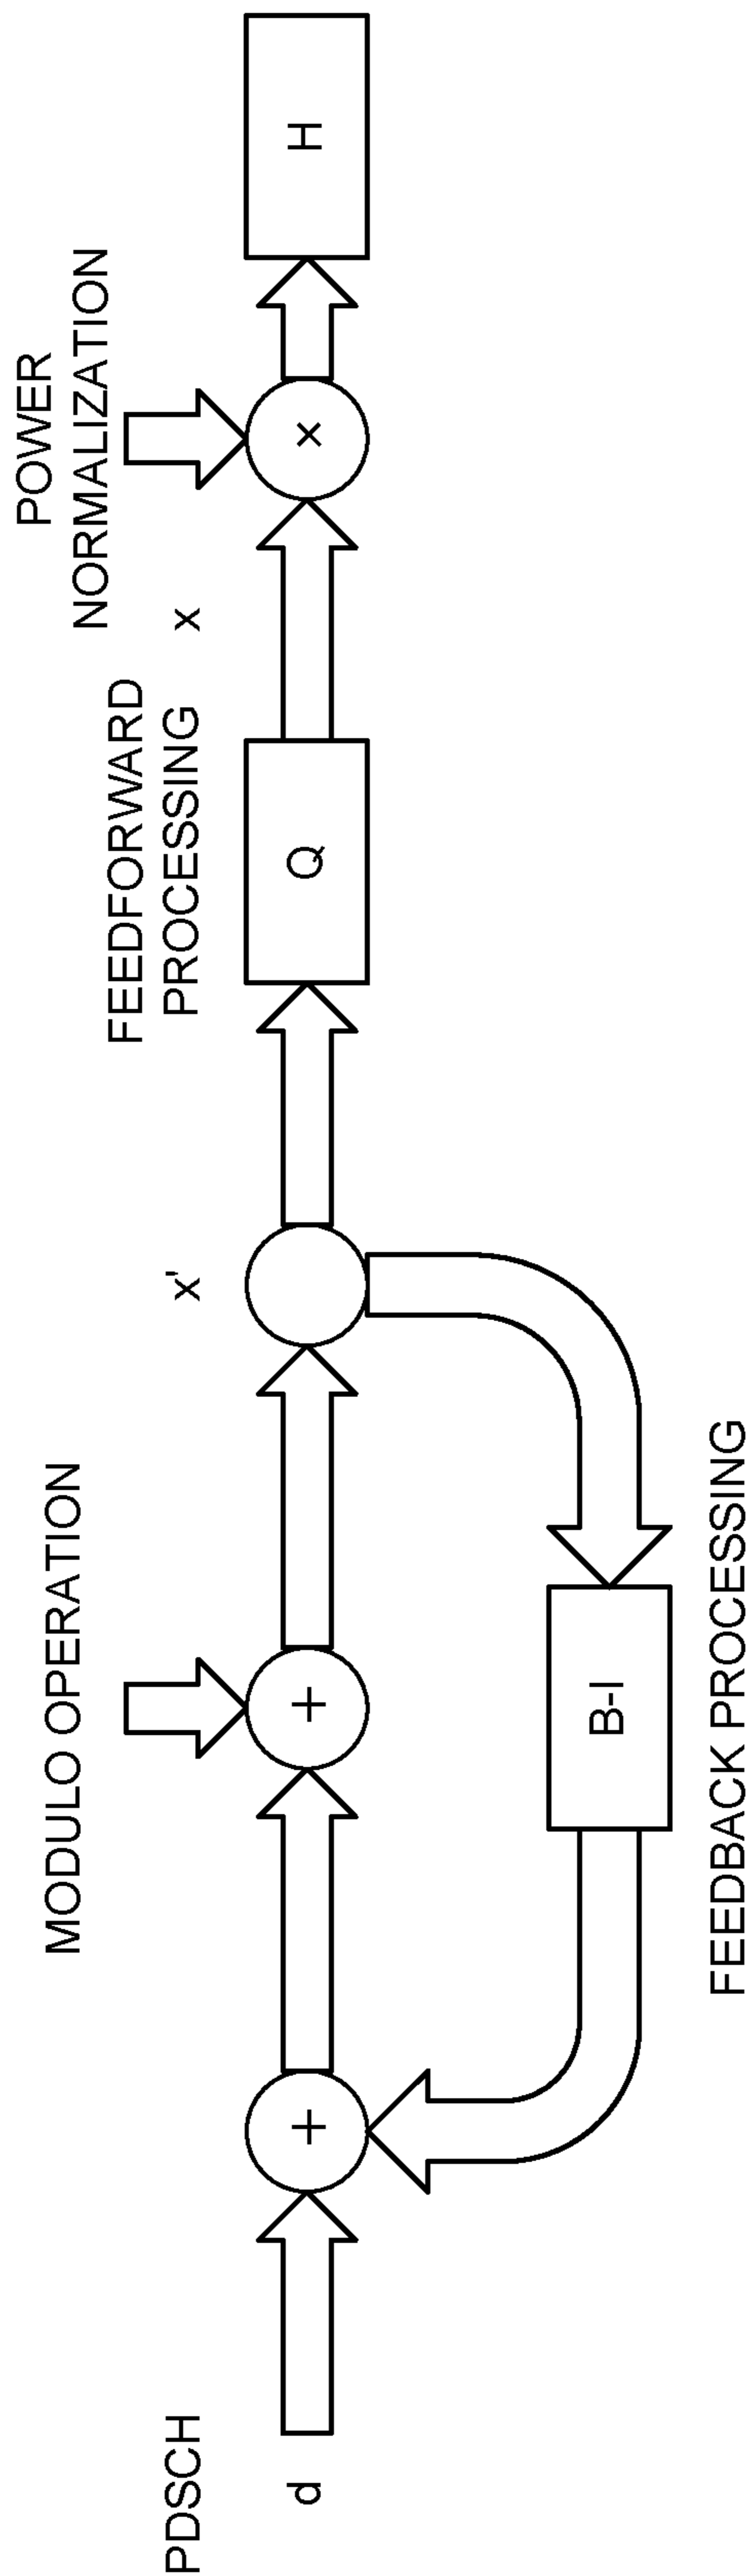 PDSCH
d
+
MODULO OPERATION
+
x'
B-I
FEEDBACK PROCESSING
FEEDFORWARD
PROCESSING
Q
x
POWER
NORMALIZATION
×
H